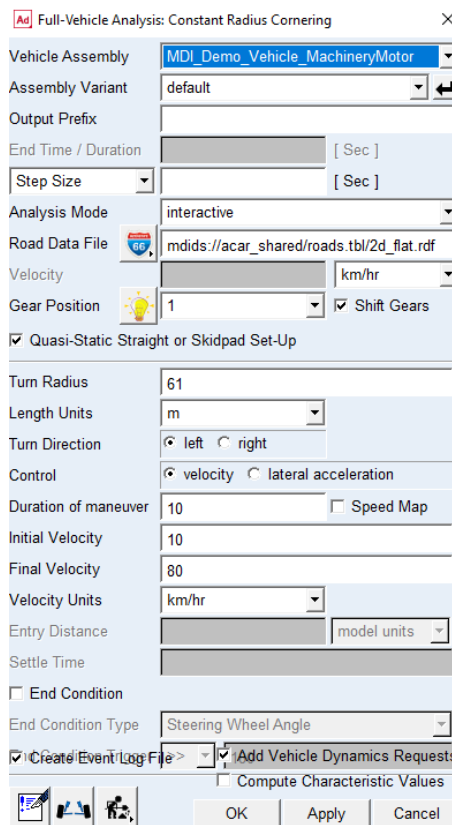 Ad Full-Vehicle Analysis: Constant Radius Cornering
Vehicle Assembly MDI_Demo_Vehicle_MachineryMotor
Assembly Variant default
Output Prefix
End Time / Duration [ Sec ]
Step Size [ Sec ]
Analysis Mode interactive
Road Data File 66 mdids://acar_shared/roads.tbl/2d_flat.rdf
Velocity km/hr
Gear Position 1 Shift Gears
Quasi-Static Straight or Skidpad Set-Up
Turn Radius 61
Length Units m
Turn Direction left right
Control velocity lateral acceleration
Duration of maneuver 10 Speed Map
Initial Velocity 10
Final Velocity 80
Velocity Units km/hr
Entry Distance model units
Settle Time
End Condition
End Condition Type Steering Wheel Angle
Create Event Log File >> Add Vehicle Dynamics Requests
Compute Characteristic Values
OK Apply Cancel